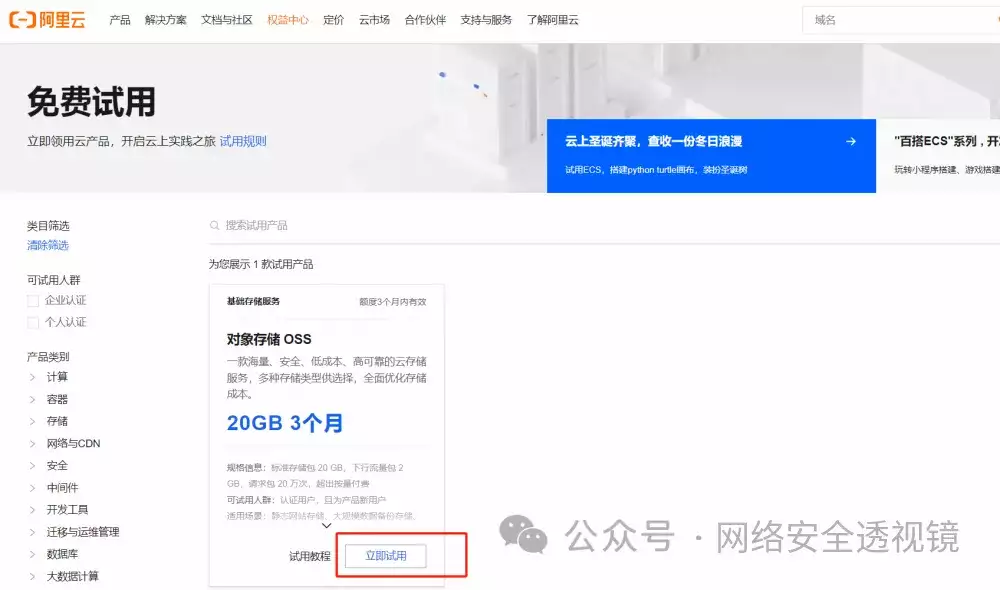 阿里云 产品 解决方案 文档与社区 权益中心 定价 云市场 合作伙伴 支持与服务 了解阿里云 域名
免费试用
立即领用云产品，开启云上实践之旅 试用规则
云上圣诞齐聚，查收一份冬日浪漫 →
试用ECS，搭建python turtle画布，装扮圣诞树
"百搭ECS"系列，开
玩转小程序搭建、游戏搭建
类目筛选
清除筛选
可试用人群
企业认证
个人认证
产品类别
计算
容器
存储
网络与CDN
安全
中间件
开发工具
迁移与运维管理
数据库
大数据计算
搜索试用产品
为您展示 1 款试用产品
基础存储服务 额度3个月内有效
对象存储 OSS
一款海量、安全、低成本、高可靠的云存储
服务，多种存储类型供选择，全面优化存储
成本。
20GB 3个月
规格信息：标准存储包 20 GB，下行流量包 2
GB，请求包 20 万次，超出按量付费
可试用人群：认证用户，且为产品新用户
适用场景：静态网站存储、大规模数据备份存储、
试用教程 立即试用
公众号 · 网络安全透视镜